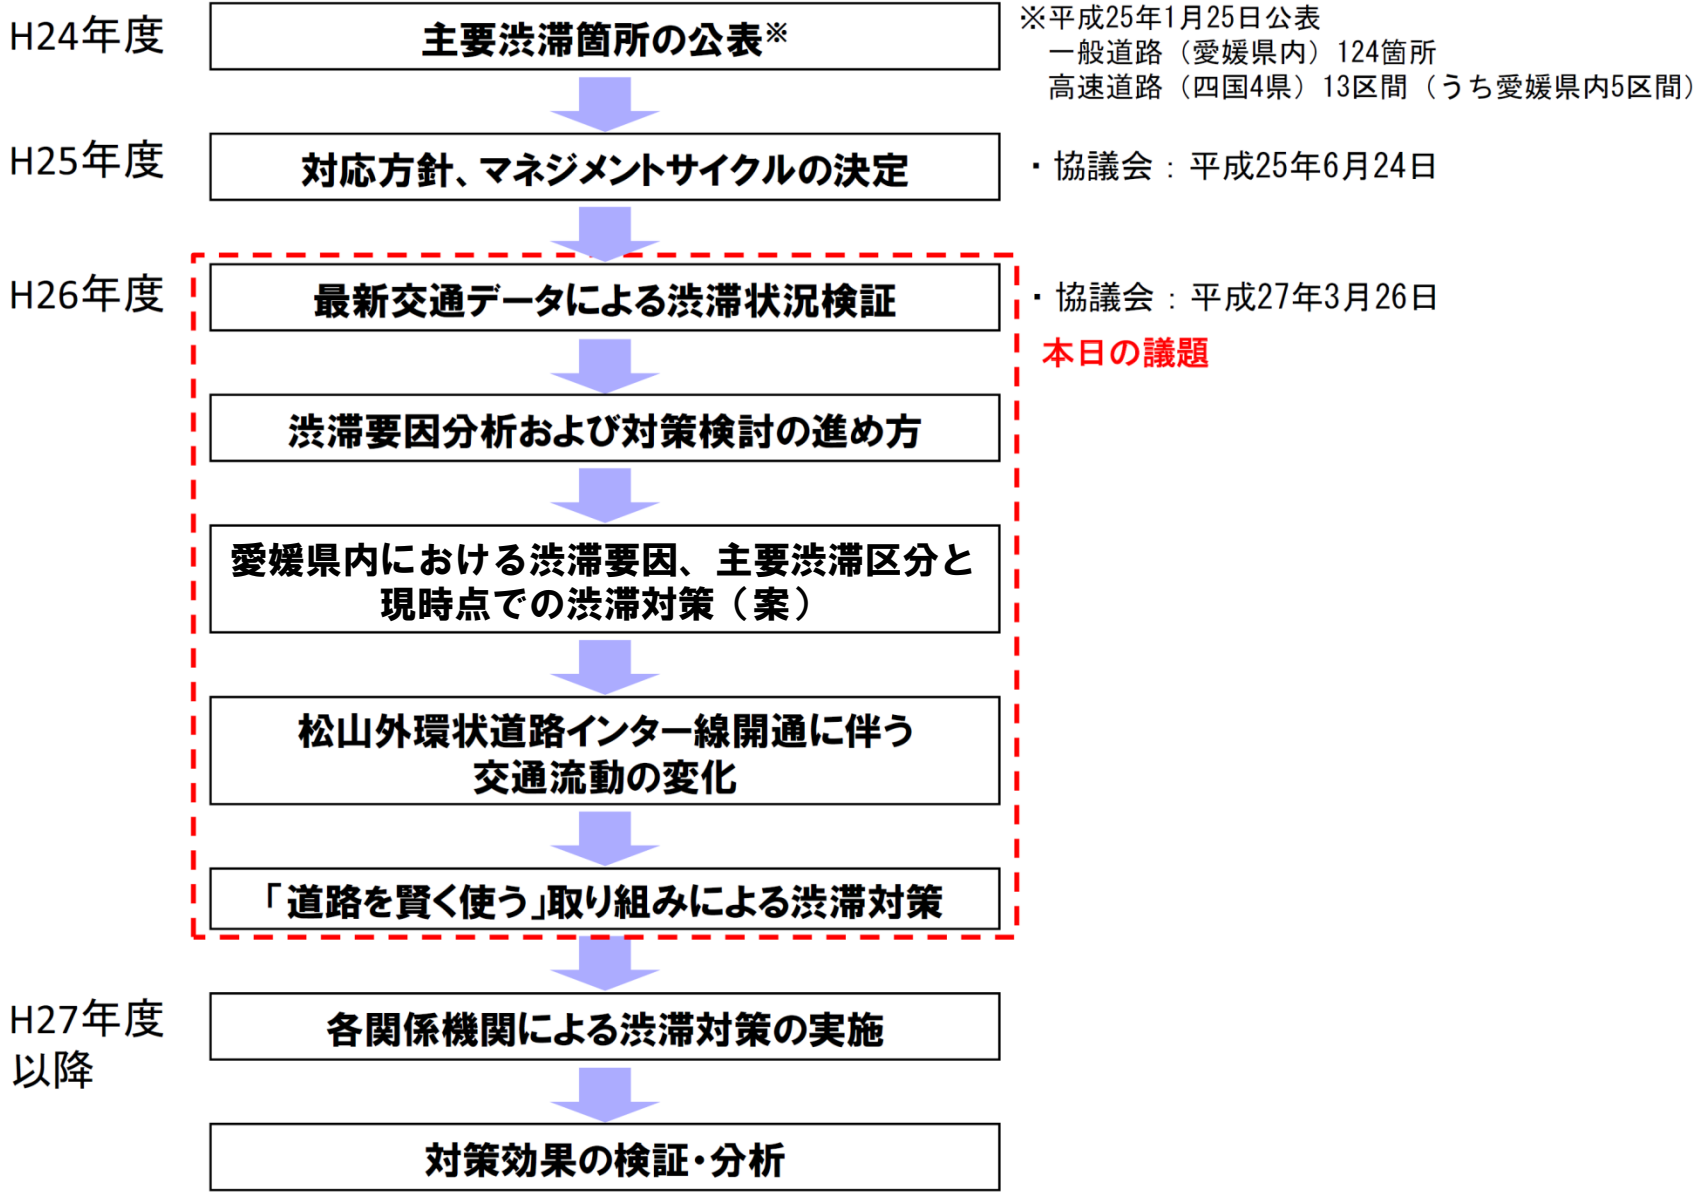 H24年度
主要渋滞箇所の公表※
※平成25年1月25日公表
一般道路（愛媛県内）124箇所
高速道路（四国4県）13区間（うち愛媛県内5区間）
H25年度
対応方針、マネジメントサイクルの決定
・協議会：平成25年6月24日
H26年度
最新交通データによる渋滞状況検証
・協議会：平成27年3月26日
本日の議題
渋滞要因分析および対策検討の進め方
愛媛県内における渋滞要因、主要渋滞区分と
現時点での渋滞対策（案）
松山外環状道路インター線開通に伴う
交通流動の変化
「道路を賢く使う」取り組みによる渋滞対策
H27年度
以降
各関係機関による渋滞対策の実施
対策効果の検証・分析